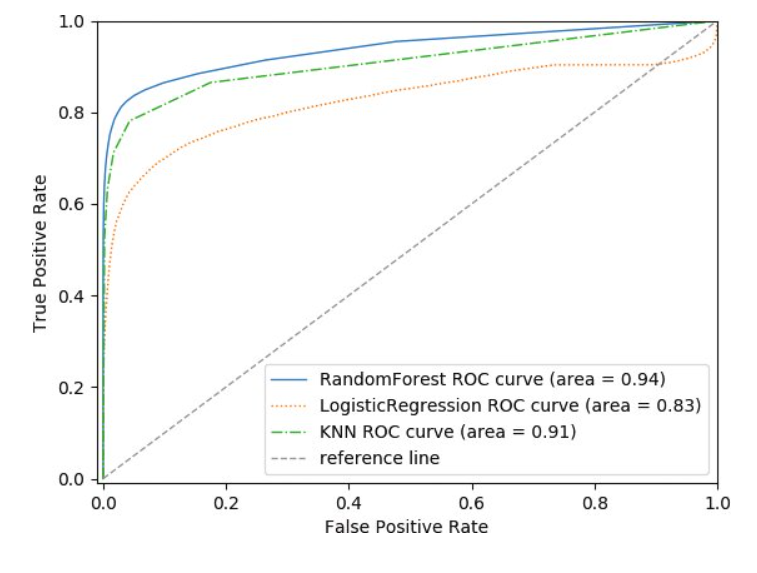 1.0
0.8
0.6
0.4
0.2
0.0
True Positive Rate
RandomForest ROC curve (area = 0.94)
LogisticRegression ROC curve (area = 0.83)
KNN ROC curve (area = 0.91)
reference line
0.0 0.2 0.4 0.6 0.8 1.0
False Positive Rate